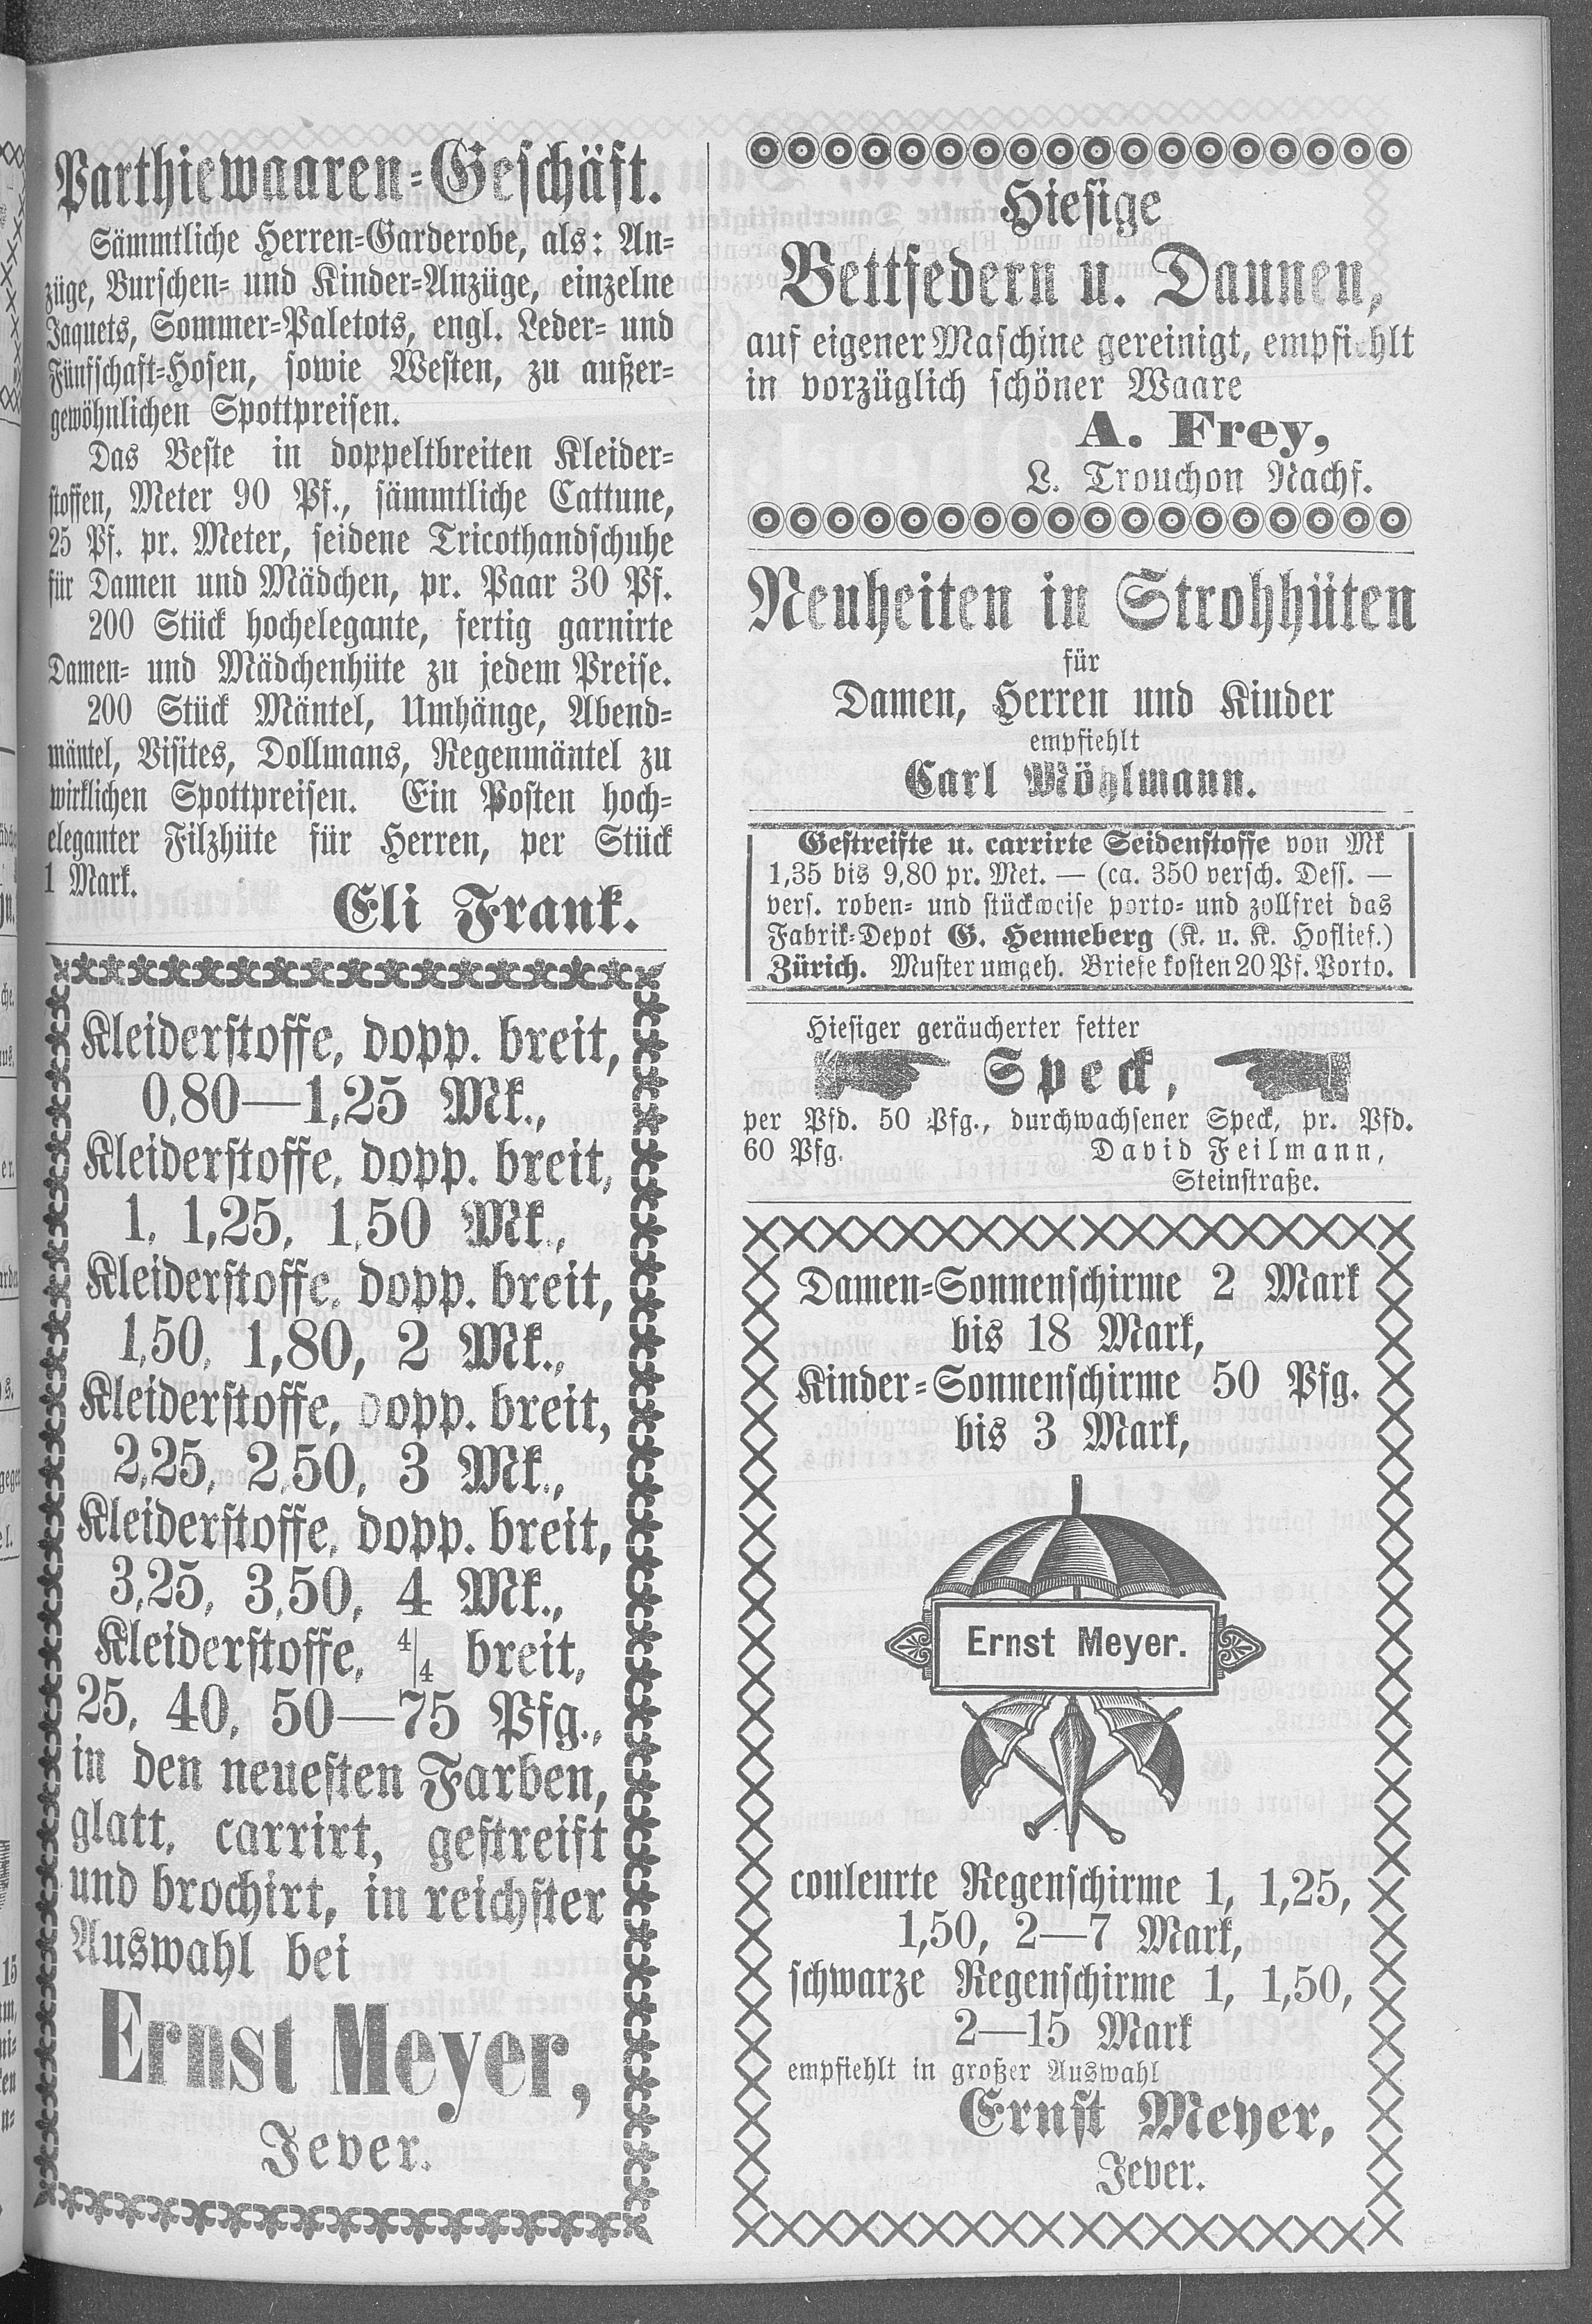 Parthiewaaren-Geschäft.
Sämmtliche Herren-Garderobe, als: An-
züge, Burschen- und Kinder-Anzüge, einzelne
Jaquets, Sommer-Paletots, engl. Leder- und
Fünfschaft-Hosen, sowie Westen, zu außer-
gewöhnlichen Spottpreisen.
Das Beste in doppeltbreiten Kleider-
stoffen, Meter 90 Pf., sämmtliche Cattune,
25 Pf. pr. Meter, seidene Tricothandschuhe
für Damen und Mädchen, pr. Paar 30 Pf.
200 Stück hochelegante, fertig garnirte
Damen- und Mädchenhüte zu jedem Preise.
200 Stück Mäntel, Umhänge, Abend-
mäntel, Visites, Dollmans, Regenmäntel zu
wirklichen Spottpreisen. Ein Posten hoch-
eleganter Filzhüte für Herren, per Stück
1 Mark.
Eli Frank.
Kleiderstoffe, dopp. breit,
0,80—1,25 Mk.,
Kleiderstoffe, dopp. breit,
1, 1,25, 1,50 Mk.,
Kleiderstoffe, dopp. breit,
1,50, 1,80, 2 Mk.,
Kleiderstoffe, dopp. breit,
2,25, 2,50, 3 Mk.,
Kleiderstoffe, dopp. breit,
3,25, 3,50, 4 Mk.,
Kleiderstoffe, 4/4 breit,
25, 40, 50—75 Pfg.,
in den neuesten Farben,
glatt, carrirt, gestreift
und brochirt, in reichster
Auswahl bei
Ernst Meyer,
Jever.
Hiesige
Bettfedern u. Daunen,
auf eigener Maschine gereinigt, empfiehlt
in vorzüglich schöner Waare
A. Frey,
L. Trouchon Nachf.
Neuheiten in Strohhüten
für
Damen, Herren und Kinder
empfiehlt
Carl Möhlmann.
Gestreifte u. carrirte Seidenstoffe von Mk
1,35 bis 9,80 pr. Met. — (ca. 350 versch. Dess. —
vers. roben- und stückweise porto- und zollfrei das
Fabrik-Depot G. Henneberg (K. u. K. Hoflief.)
Zürich. Muster umgeh. Briefe kosten 20 Pf. Porto.
Hiesiger geräucherter fetter
Speck,
per Pfd. 50 Pfg., durchwachsener Speck, pr. Pfd.
60 Pfg. David Feilmann,
Steinstraße.
Damen-Sonnenschirme 2 Mark
bis 18 Mark,
Kinder-Sonnenschirme 50 Pfg.
bis 3 Mark,
Ernst Meyer.
couleurte Regenschirme 1, 1,25,
1,50, 2—7 Mark,
schwarze Regenschirme 1, 1,50,
2—15 Mark
empfiehlt in großer Auswahl
Ernst Meyer,
Jever.